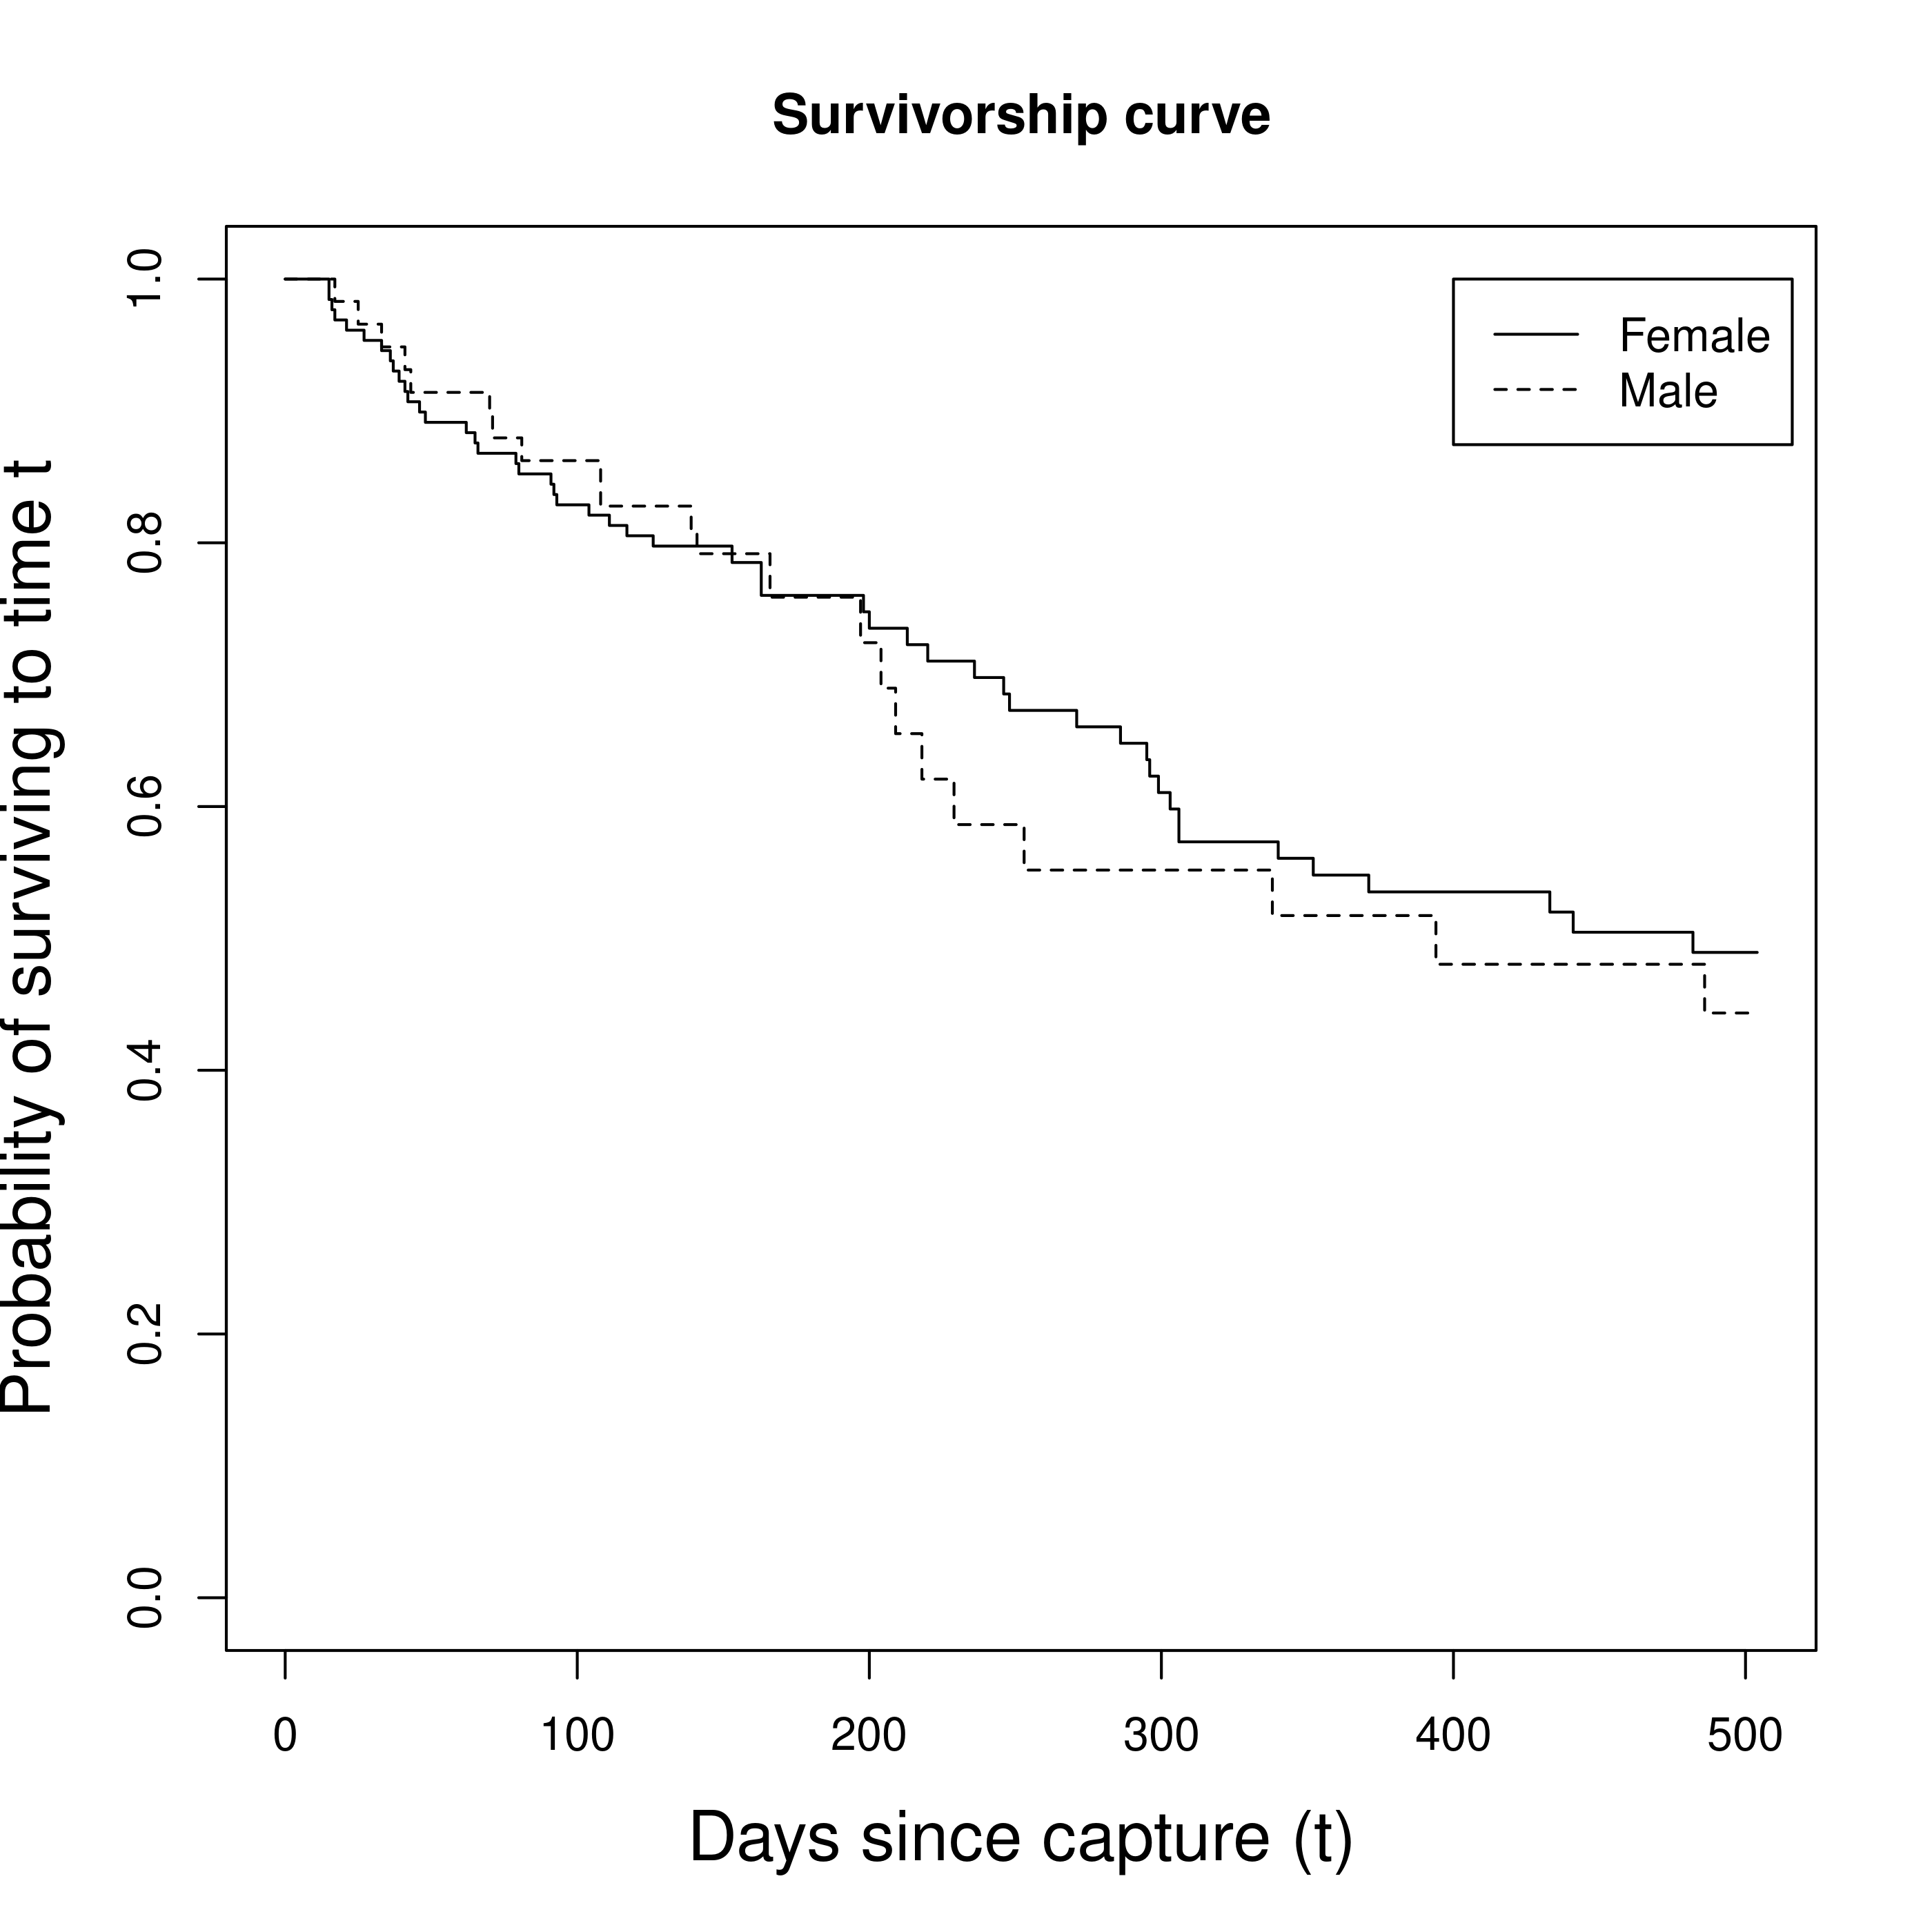 Survivorship curve
Female
Male
Probability of surviving to time t
1.0
0.8
0.6
0.4
0.2
0.0
0 100 200 300 400 500
Days since capture (t)